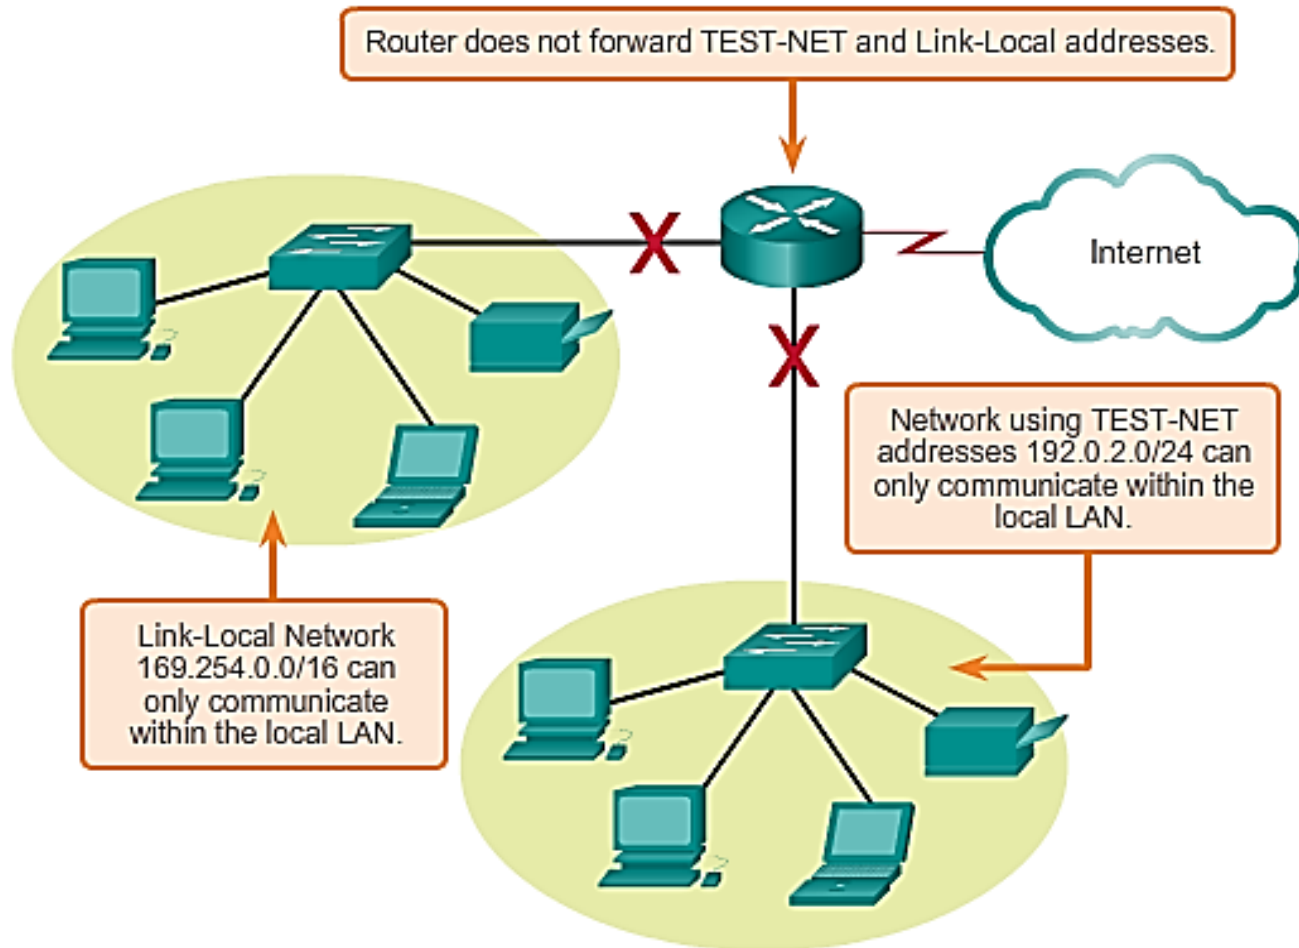 Router does not forward TEST-NET and Link-Local addresses.
Internet
Network using TEST-NET
addresses 192.0.2.0/24 can
only communicate within the
local LAN.
Link-Local Network
169.254.0.0/16 can
only communicate
within the local LAN.